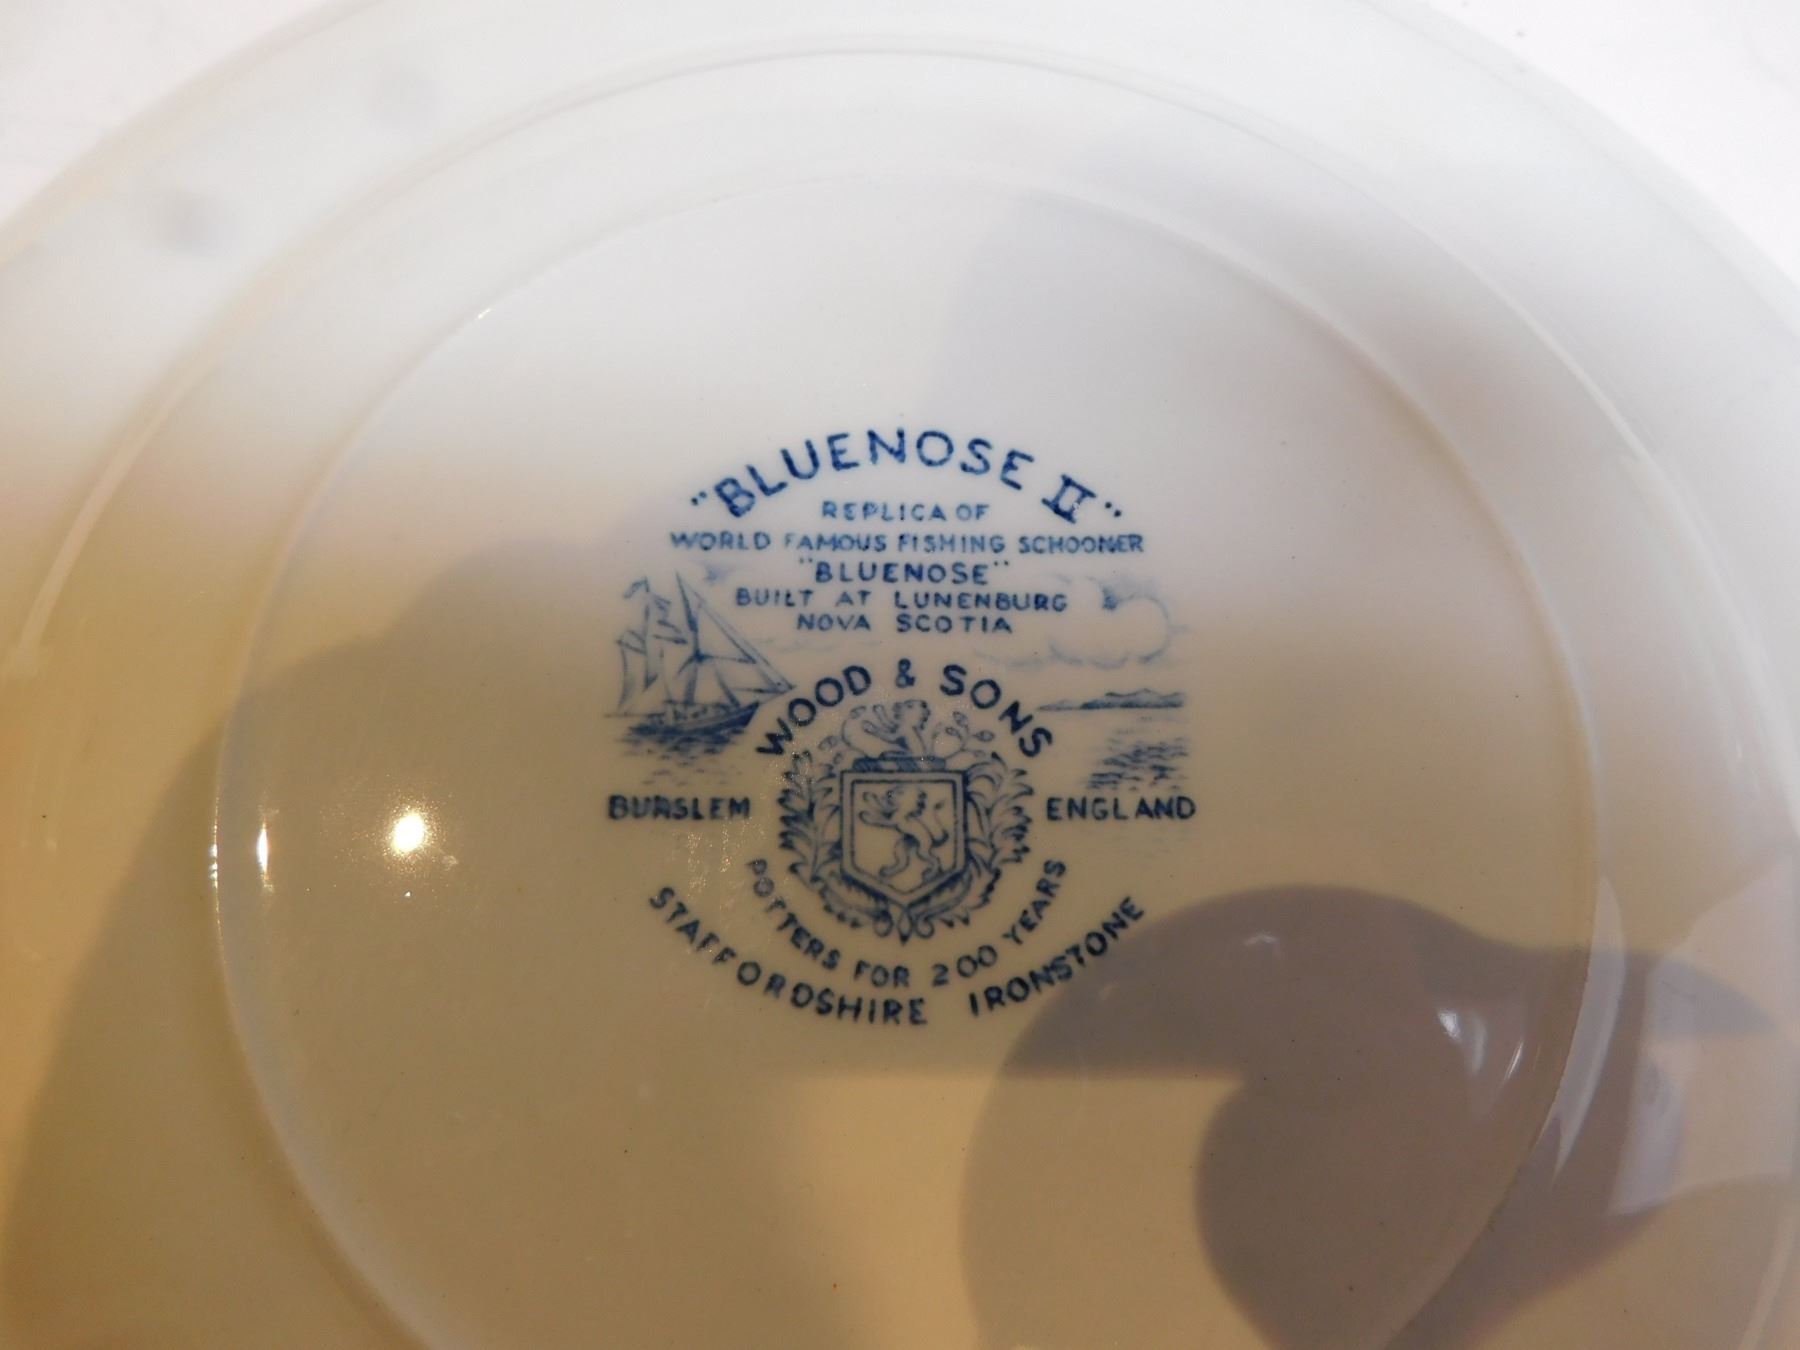 "BLUENOSE II"
REPLICA OF
WORLD FAMOUS FISHING SCHOONER
"BLUENOSE"
BUILT AT LUNENBURG
NOVA SCOTIA
WOOD & SONS
BURSLEM ENGLAND
POTTERS FOR 200 YEARS
STAFFORDSHIRE IRONSTONE